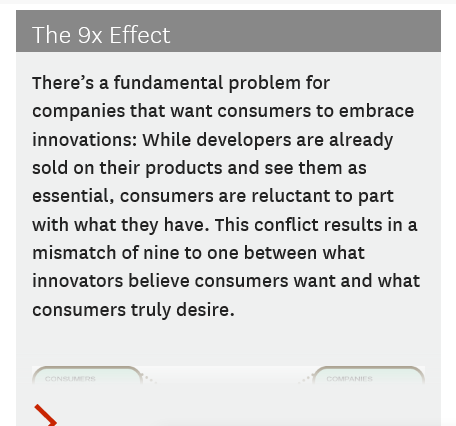 The 9x Effect
There's a fundamental problem for
companies that want consumers to embrace
innovations: While developers are already
sold on their products and see them as
essential, consumers are reluctant to part
with what they have. This conflict results in a
mismatch of nine to one between what
innovators believe consumers want and what
consumers truly desire.
CONSUMERS
COMPANIES